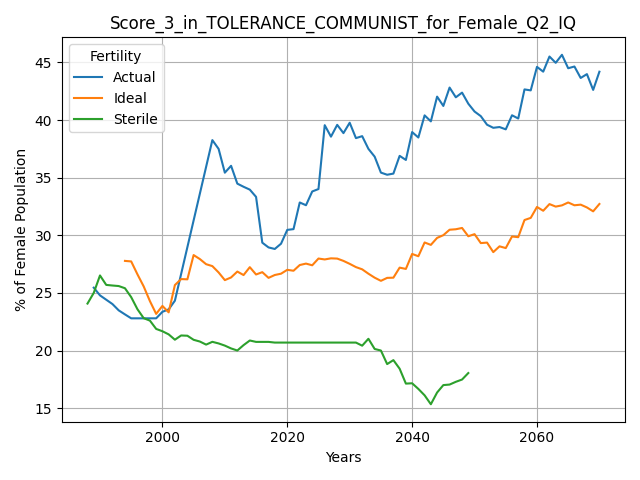 Score_3_in_TOLERANCE_COMMUNIST_for_Female_Q2_IQ
Fertility
Actual
Ideal
Sterile
% of Female Population
45
40
35
30
25
20
15
2000
2020
2040
2060
Years